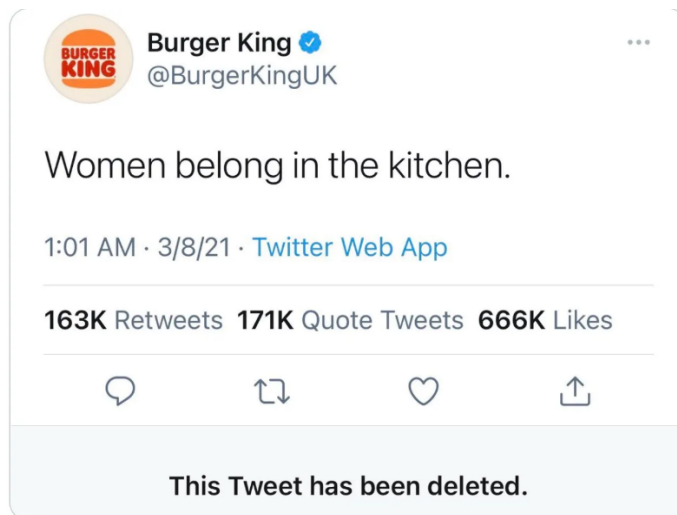 BURGER
KING
Burger King
@BurgerKingUK
Women belong in the kitchen.
1:01 AM · 3/8/21 · Twitter Web App
163K Retweets 171K Quote Tweets 666K Likes
This Tweet has been deleted.